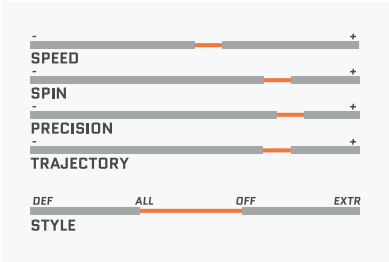 - +
SPEED
- +
SPIN
- +
PRECISION
- +
TRAJECTORY
DEF ALL OFF EXTR
STYLE